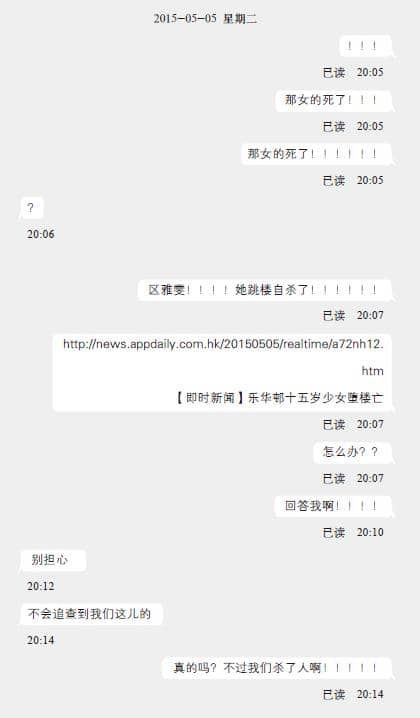 2015-05-05 星期二
！！！
已读 20:05
那女的死了！！！
已读 20:05
那女的死了！！！！！！
已读 20:05
？
20:06
区雅雯！！！！她跳楼自杀了！！！！！！
已读 20:07
http://news.appdaily.com.hk/20150505/realtime/a72nh12.
htm
【即时新闻】乐华邨十五岁少女堕楼亡
已读 20:07
怎么办？？
已读 20:07
回答我啊！！！！
已读 20:10
别担心
20:12
不会追查到我们这儿的
20:14
真的吗？不过我们杀了人啊！！！！！
已读 20:14